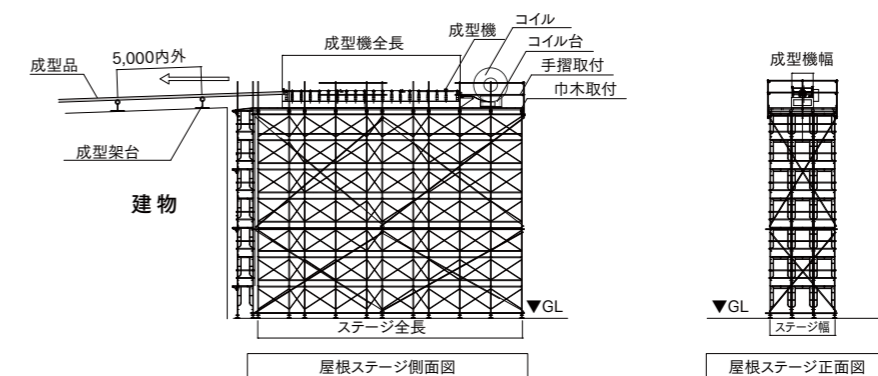 コイル
成型機
コイル台
成型機全長
5,000内外
成型機幅
手摺取付
成型品
巾木取付
成型架台
建物
▼GL
▼GL
ステージ全長
ステージ幅
屋根ステージ側面図
屋根ステージ正面図